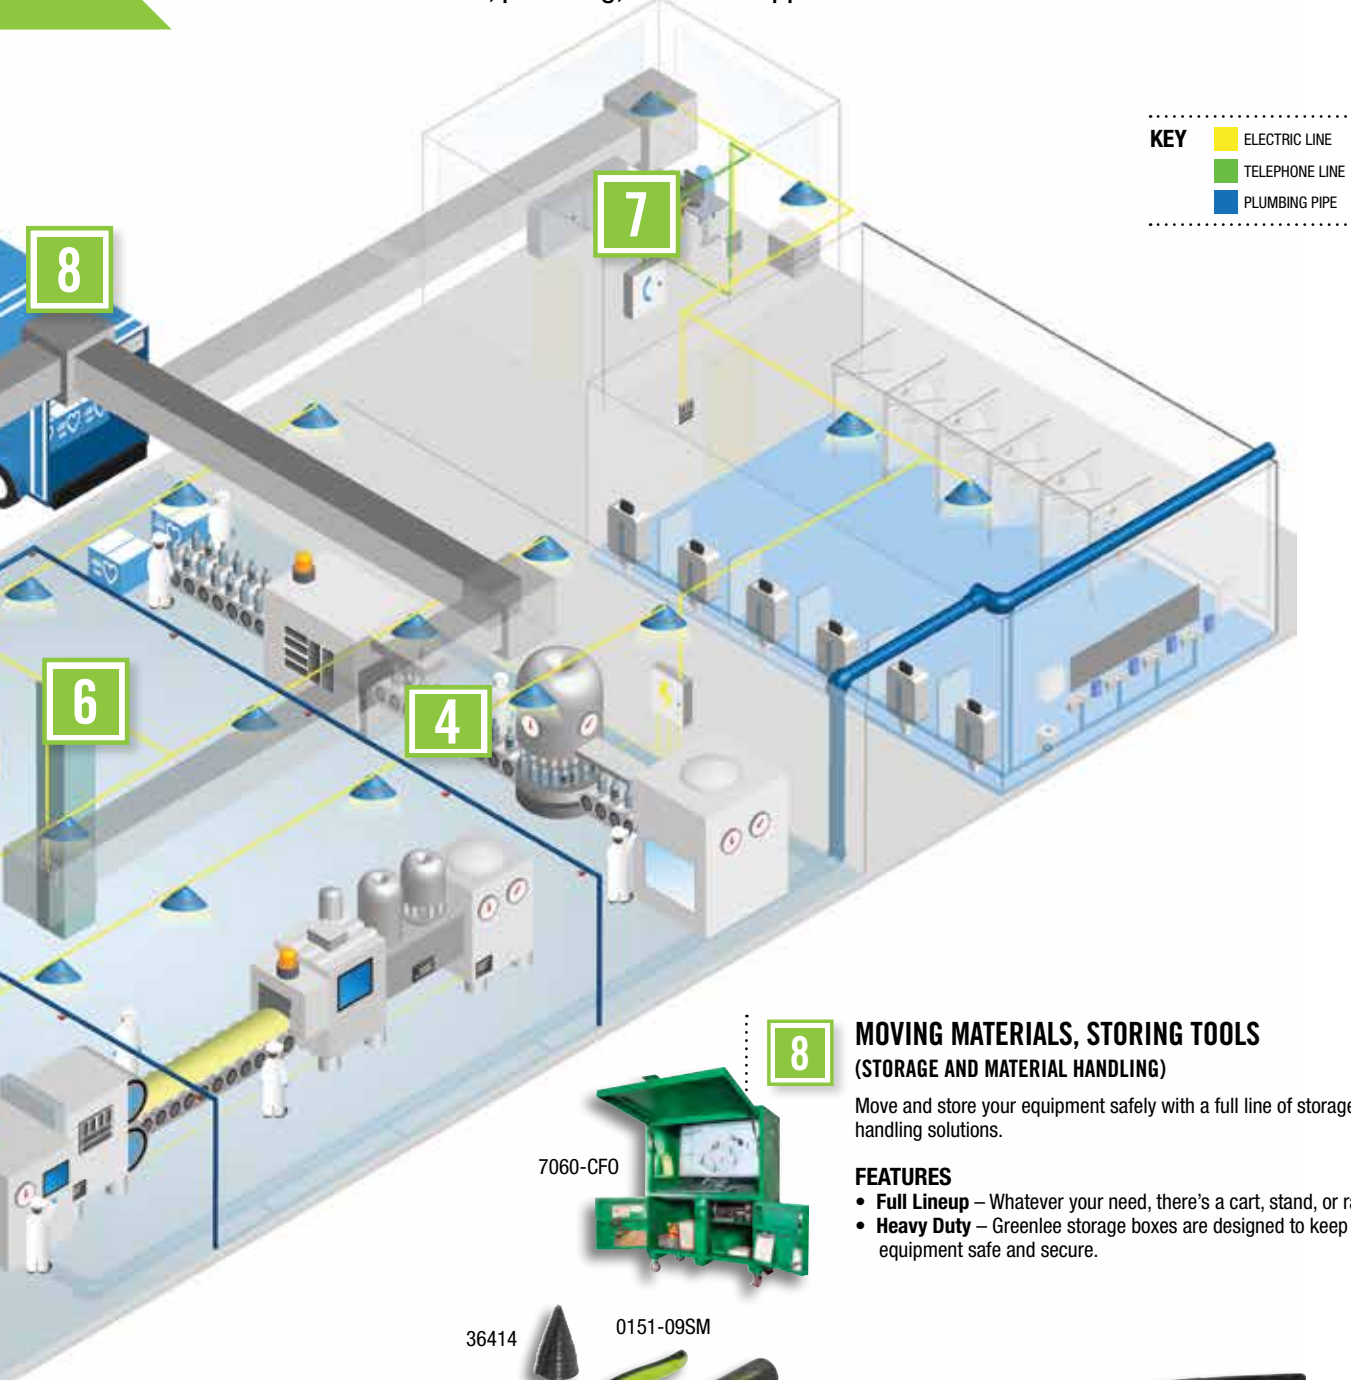 KEY
ELECTRIC LINE
TELEPHONE LINE
PLUMBING PIPE
7
8
6
4
8
MOVING MATERIALS, STORING TOOLS
(STORAGE AND MATERIAL HANDLING)
Move and store your equipment safely with a full line of storage
handling solutions.
7060-CFO
FEATURES
• Full Lineup – Whatever your need, there’s a cart, stand, or
• Heavy Duty – Greenlee storage boxes are designed to keep
equipment safe and secure.
36414
0151-09SM